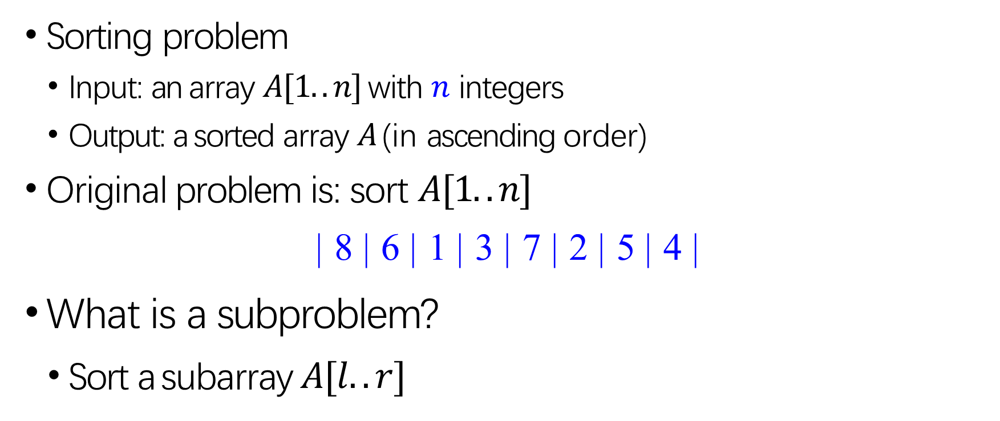 • Sorting problem
• Input: an array A[1..n] with n integers
• Output: a sorted array A (in ascending order)
• Original problem is: sort A[1..n]
| 8 | 6 | 1 | 3 | 7 | 2 | 5 | 4 |
• What is a subproblem?
• Sort a subarray A[l..r]